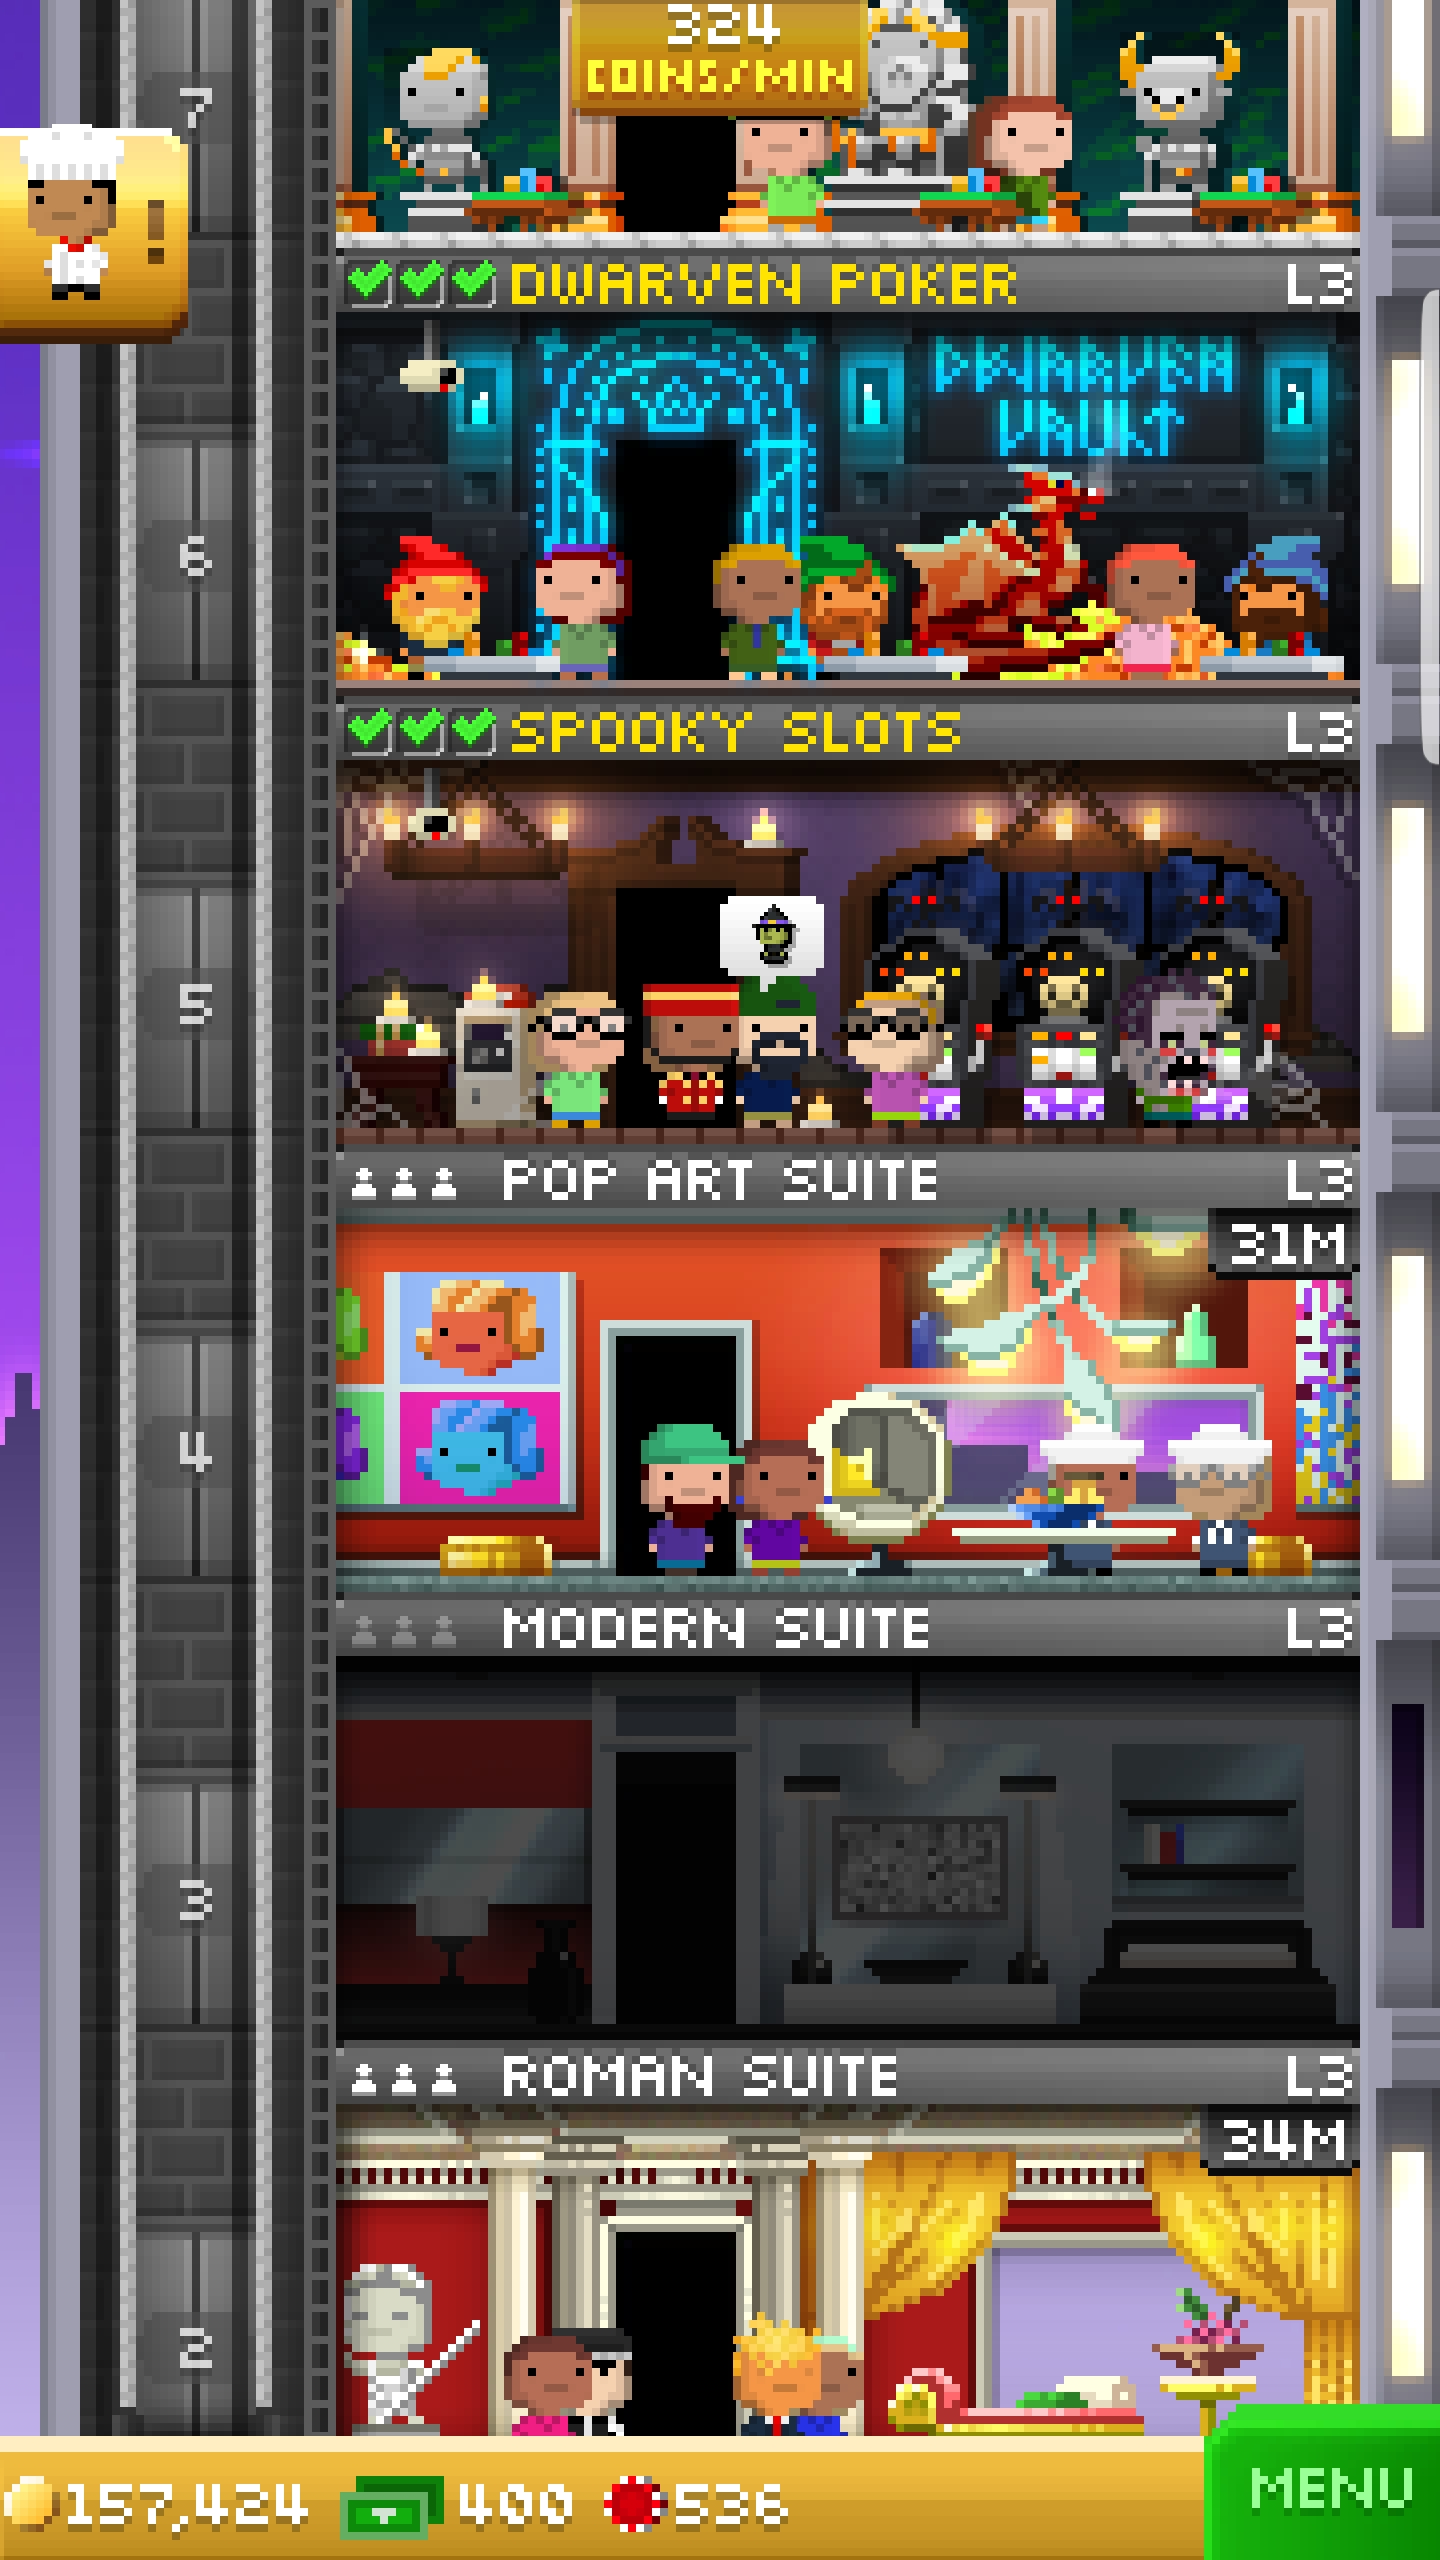 324
COINS/MIN
7
DWARVEN POKER L3
DWARVEN
VAULT
6
SPOOKY SLOTS L3
5
POP ART SUITE L3
31M
4
MODERN SUITE L3
3
ROMAN SUITE L3
34M
2
157,424 400 536
MENU